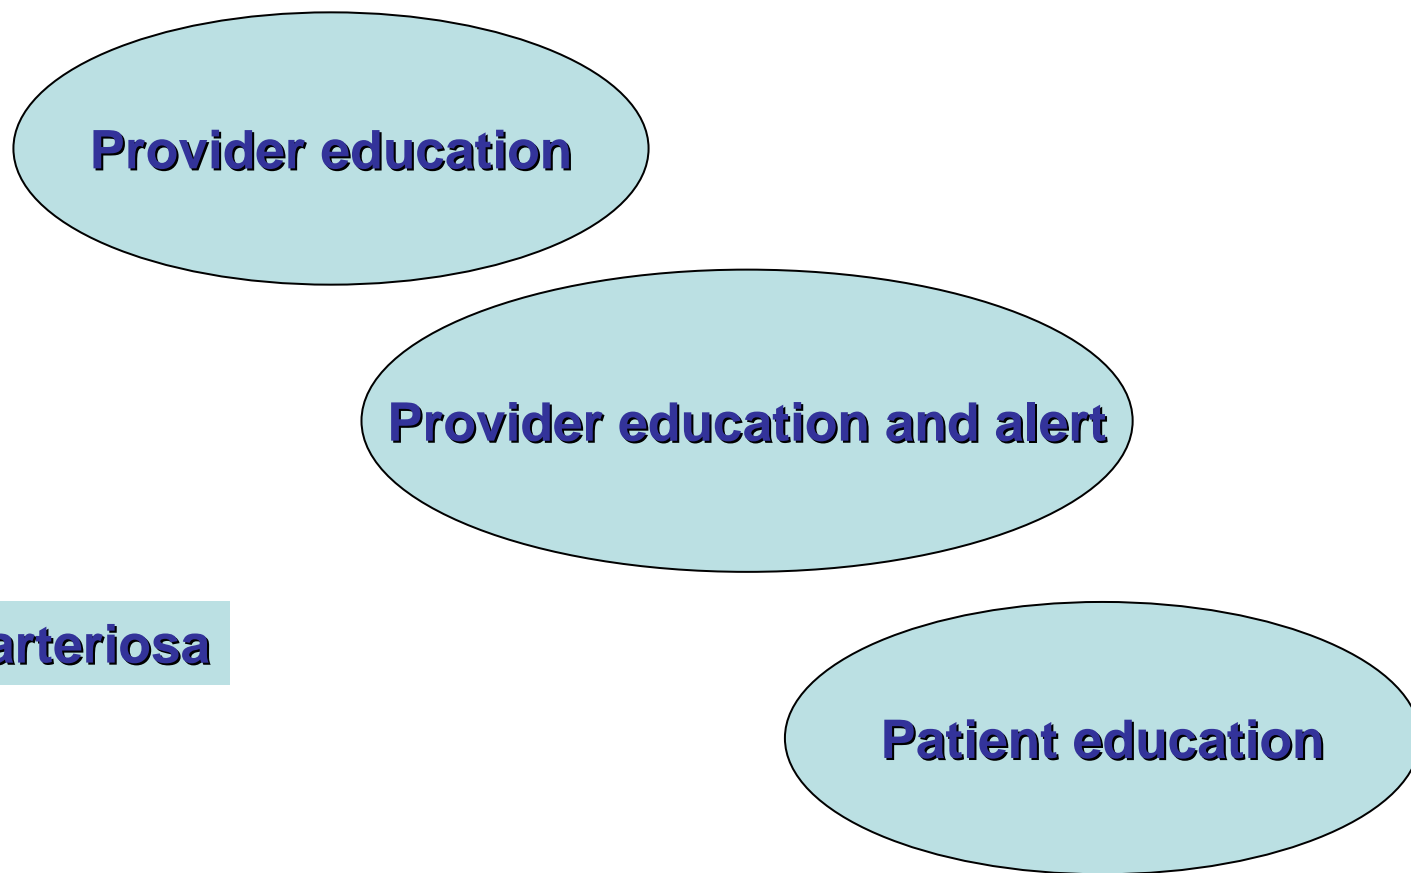 Provider education
Provider education and alert
arteriosa
Patient education